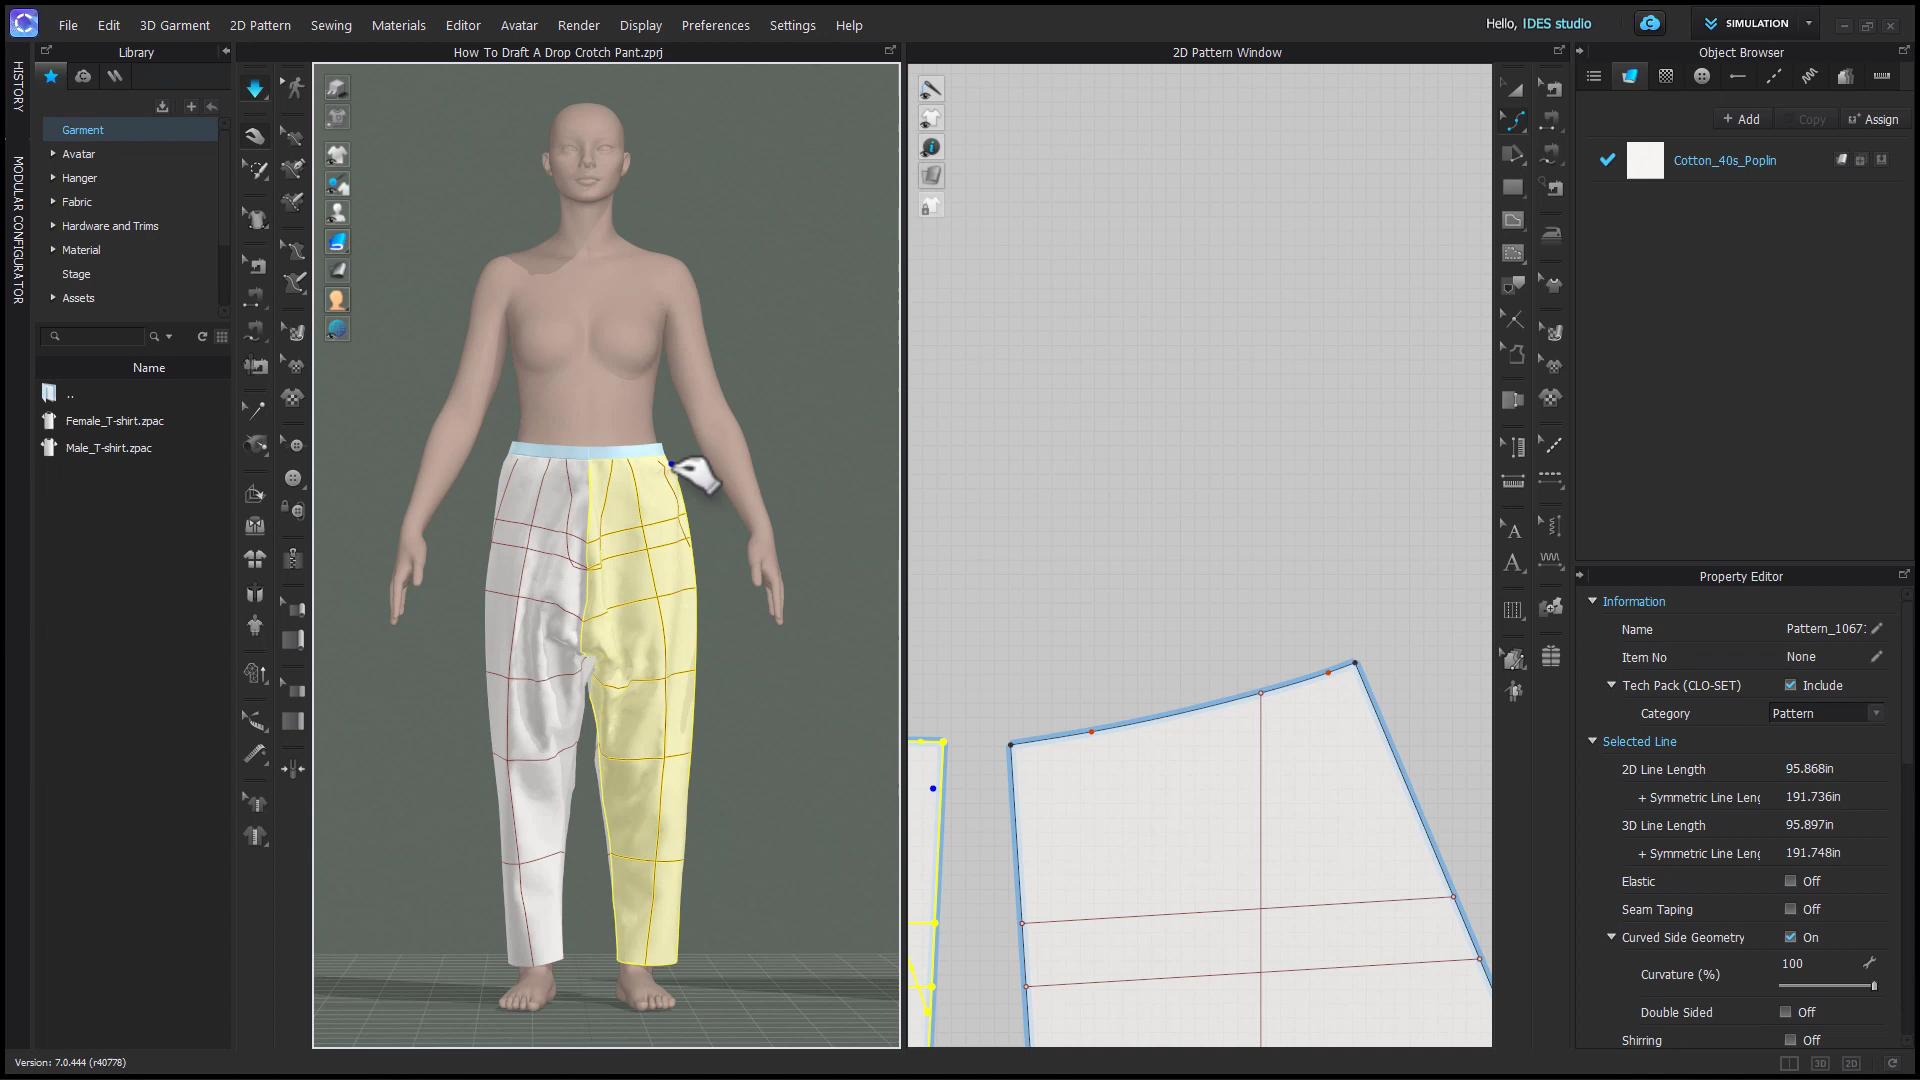 File Edit 3D Garment 2D Pattern Sewing Materials Editor Avatar Render Display Preferences Settings Help
Hello, IDES studio
SIMULATION
Library
How To Draft A Drop Crotch Pant.zprj
2D Pattern Window
Object Browser
HISTORY
MODULAR CONFIGURATOR
Garment
Avatar
Hanger
Fabric
Hardware and Trims
Material
Stage
Assets
Name
..
Female_T-shirt.zpac
Male_T-shirt.zpac
+ Add
Copy
Assign
Cotton_40s_Poplin
Property Editor
Information
Name Pattern_1067:
Item No None
Tech Pack (CLO-SET) Include
Category Pattern
Selected Line
2D Line Length 95.868in
+ Symmetric Line Leng 191.736in
3D Line Length 95.897in
+ Symmetric Line Leng 191.748in
Elastic Off
Seam Taping Off
Curved Side Geometry On
Curvature (%) 100
Double Sided Off
Shirring Off
Version: 7.0.444 (r40778)
3D 2D